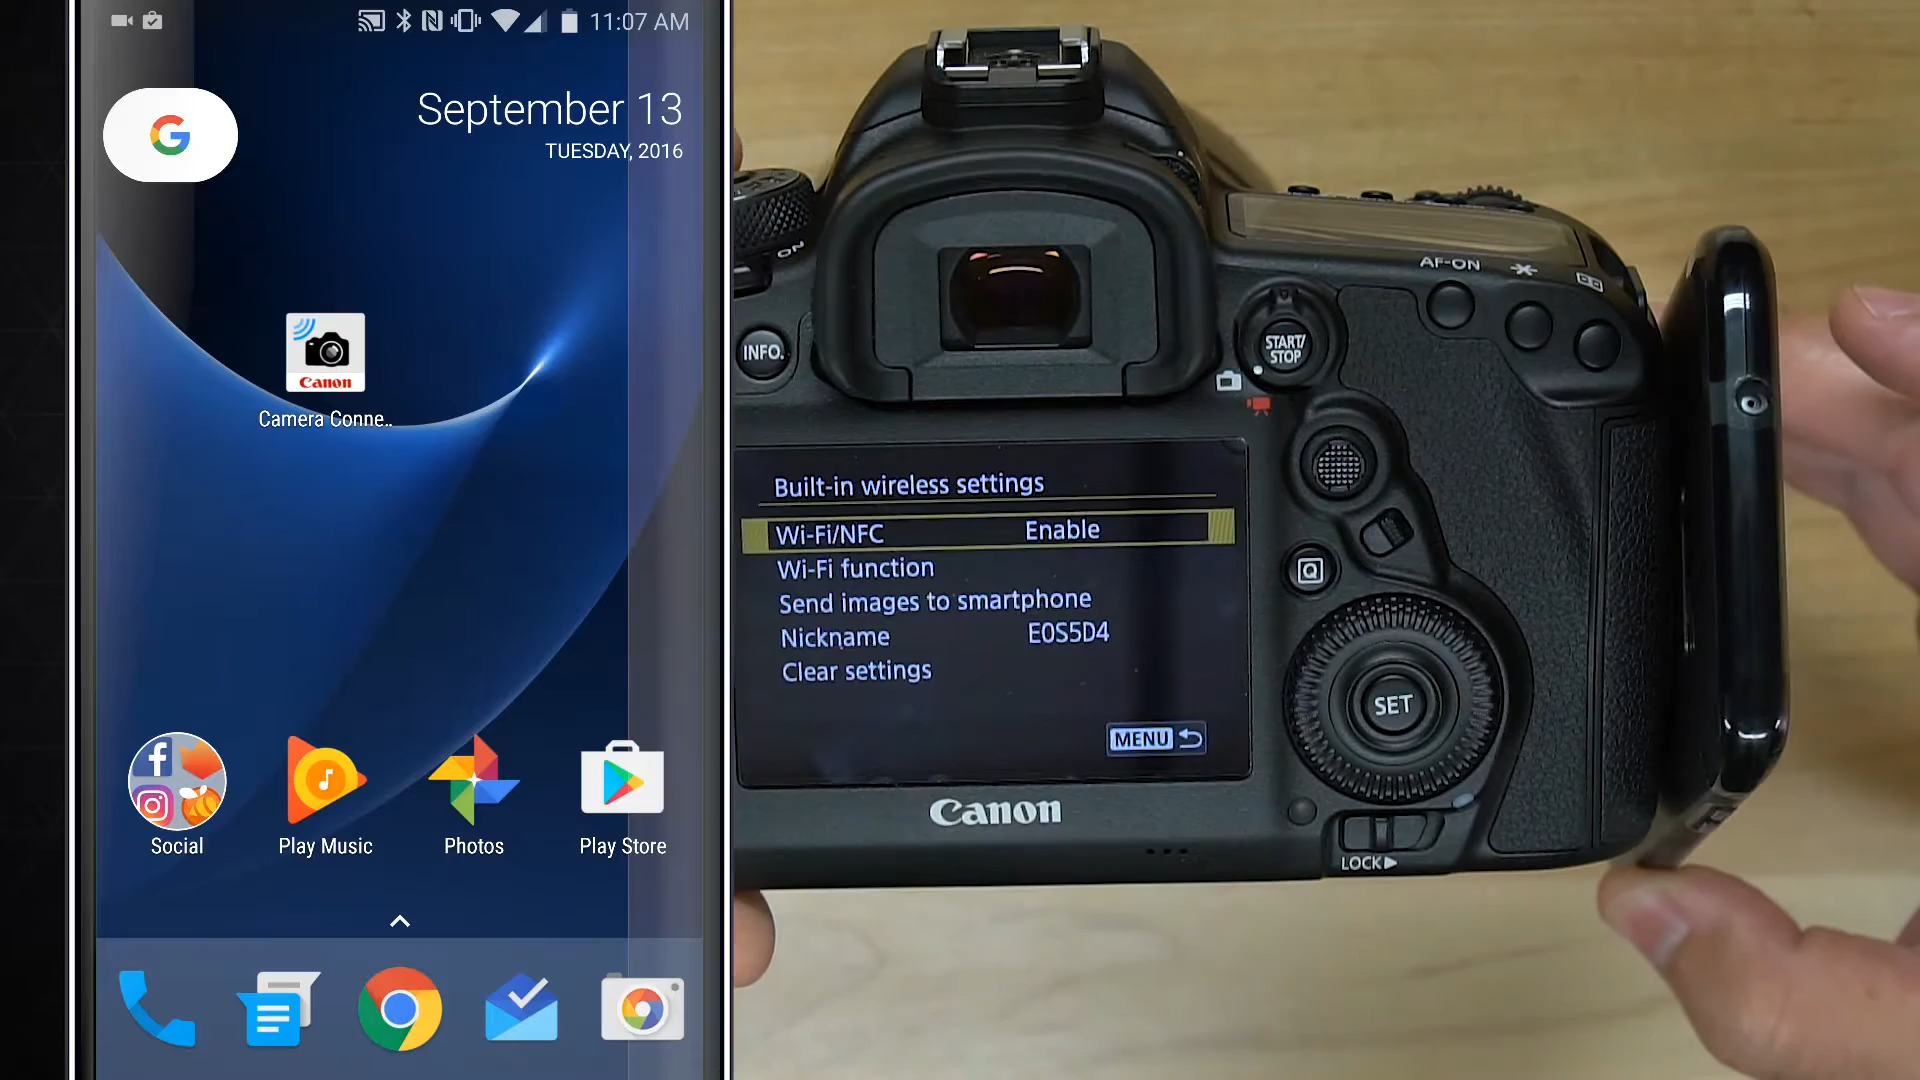 11:07 AM
September 13
TUESDAY, 2016
Canon
Camera Conne..
Social
Play Music
Photos
Play Store
ON
INFO.
START/
STOP
AF-ON
Built-in wireless settings
Wi-Fi/NFC Enable
Wi-Fi function
Send images to smartphone
Nickname EOS5D4
Clear settings
MENU
Q
SET
Canon
LOCK